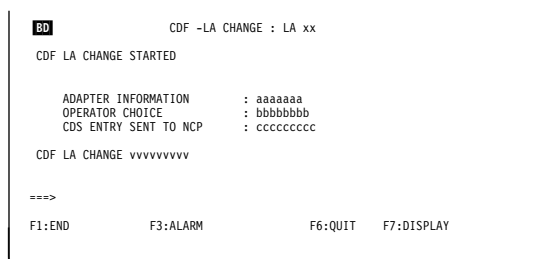 BD CDF -LA CHANGE : LA xx
CDF LA CHANGE STARTED
ADAPTER INFORMATION : aaaaaaa
OPERATOR CHOICE : bbbbbbbb
CDS ENTRY SENT TO NCP : ccccccccc
CDF LA CHANGE vvvvvvvvv
===>
F1:END F3:ALARM F6:QUIT F7:DISPLAY